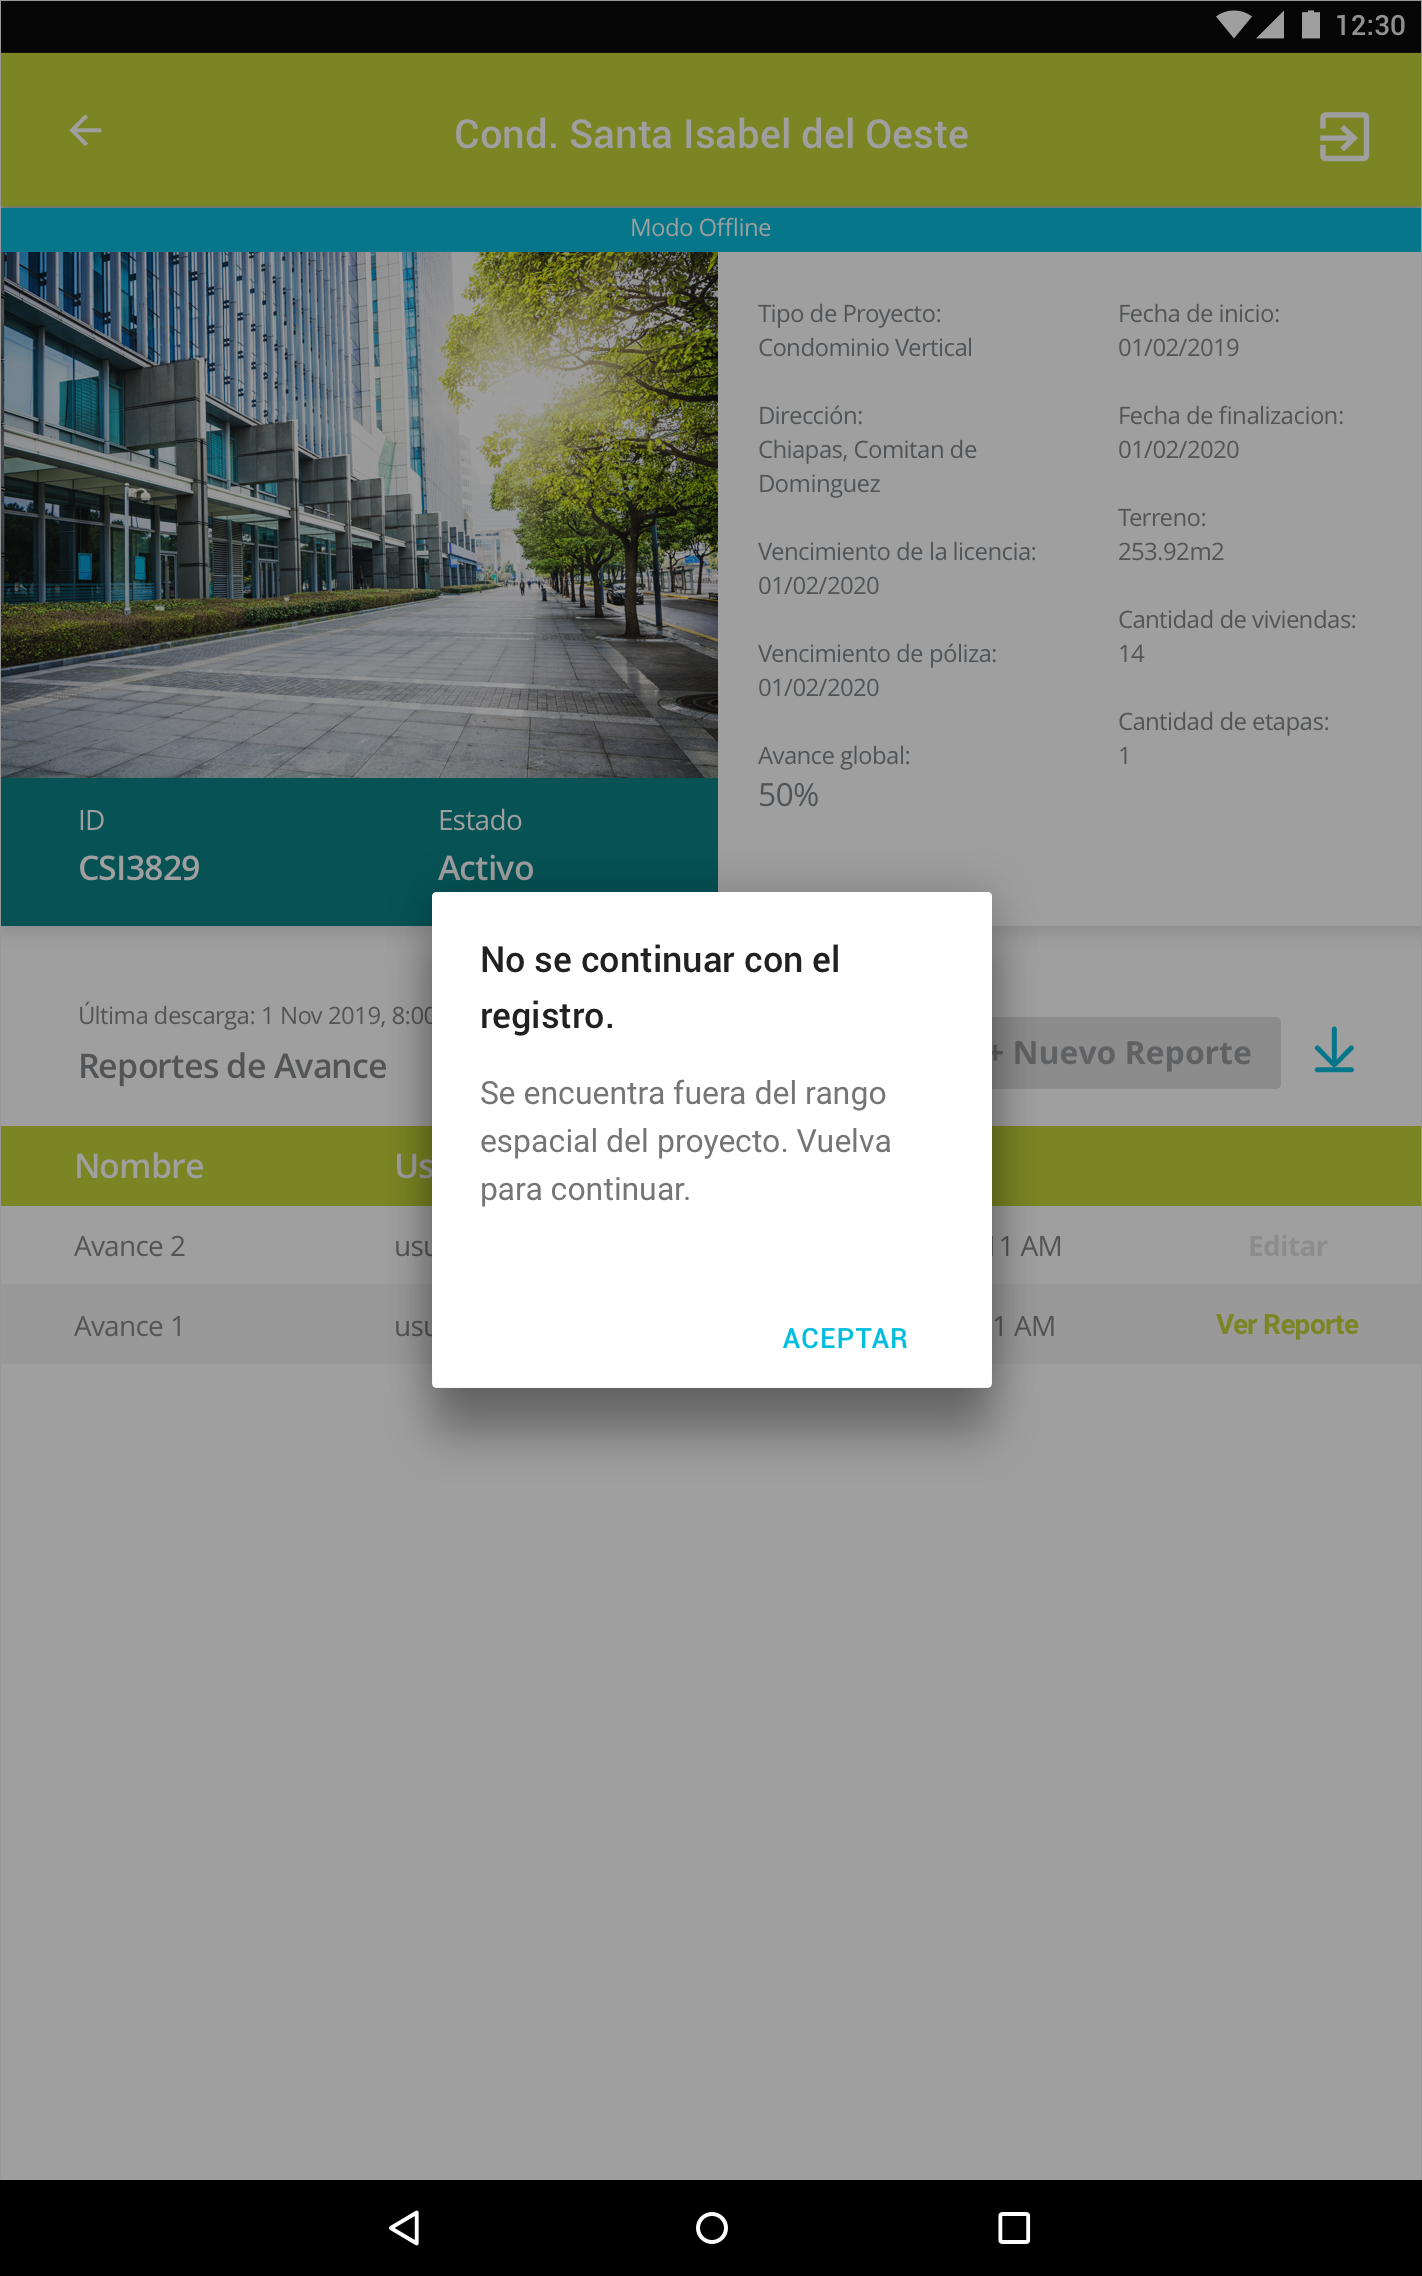 12:30
Cond. Santa Isabel del Oeste
Modo Offline
Tipo de Proyecto:
Condominio Vertical
Dirección:
Chiapas, Comitan de
Dominguez
Vencimiento de la licencia:
01/02/2020
Vencimiento de póliza:
01/02/2020
Avance global:
50%
Fecha de inicio:
01/02/2019
Fecha de finalizacion:
01/02/2020
Terreno:
253.92m2
Cantidad de viviendas:
14
Cantidad de etapas:
1
ID
CSI3829
Estado
Activo
No se continuar con el
registro.
Se encuentra fuera del rango
espacial del proyecto. Vuelva
para continuar.
ACEPTAR
Última descarga: 1 Nov 2019, 8:00
Reportes de Avance
+ Nuevo Reporte
Nombre
Avance 2
AM
Editar
Avance 1
AM
Ver Reporte